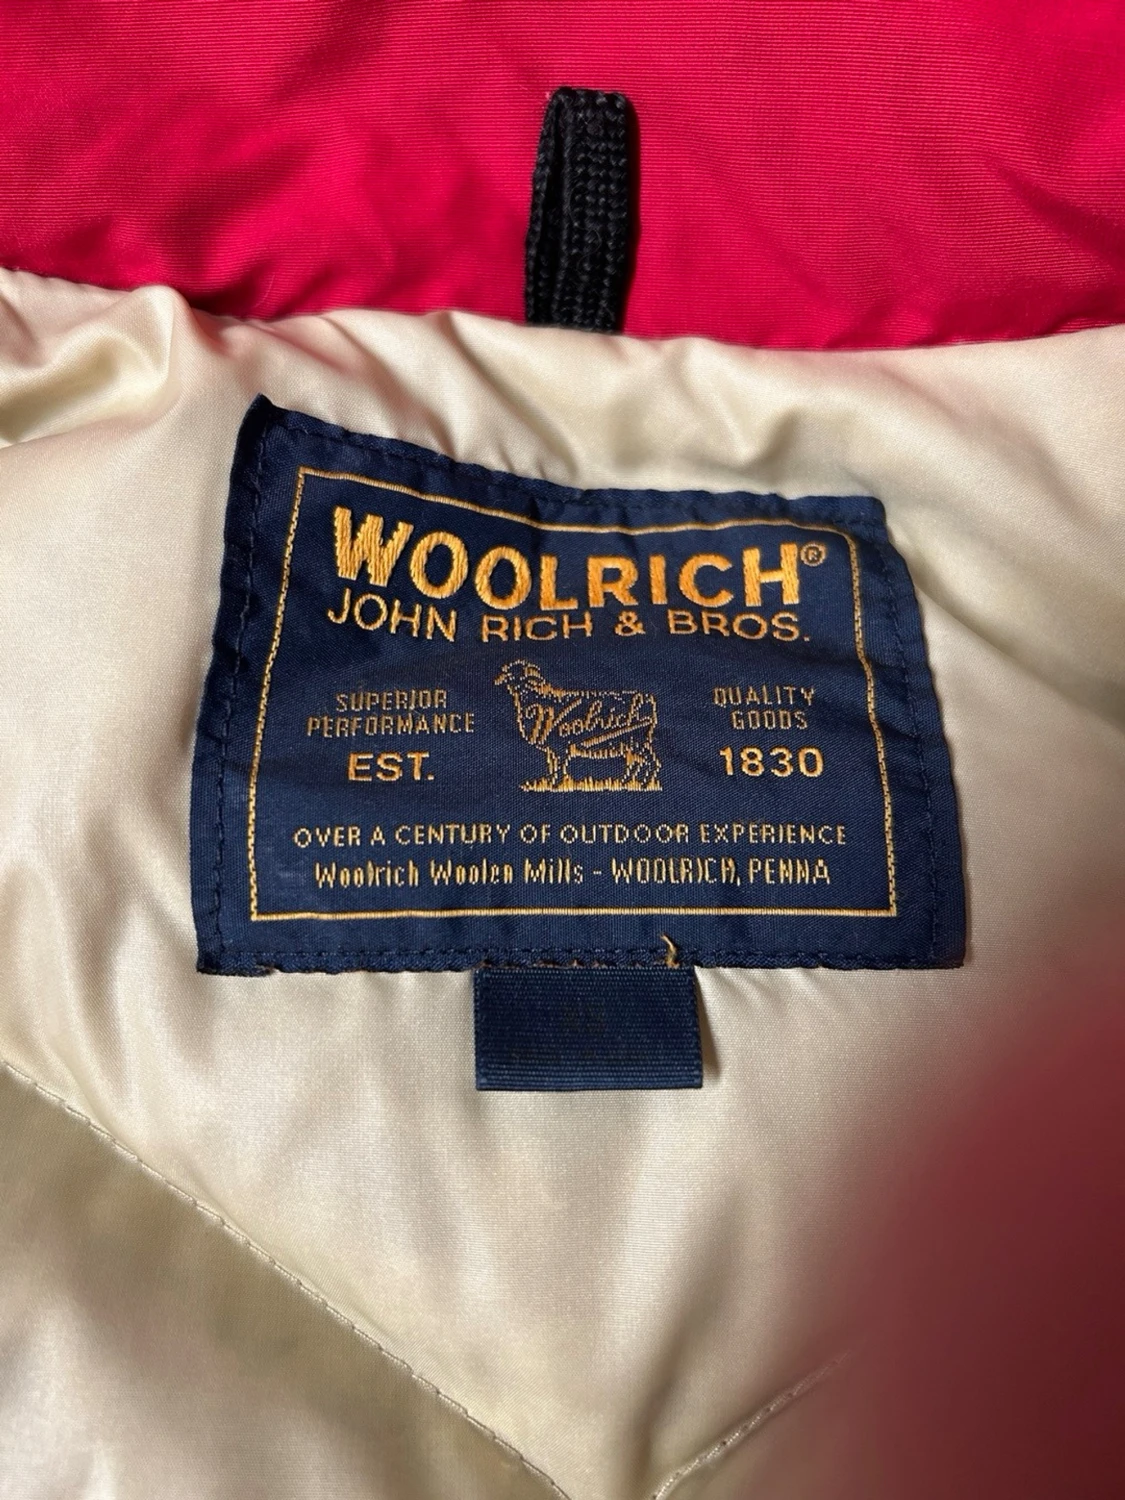 WOOLRICH®
JOHN RICH & BROS.
SUPERIOR
PERFORMANCE
EST.
Woolrich
QUALITY
GOODS
1830
OVER A CENTURY OF OUTDOOR EXPERIENCE
Woolrich Woolen Mills - WOOLRICH, PENNA